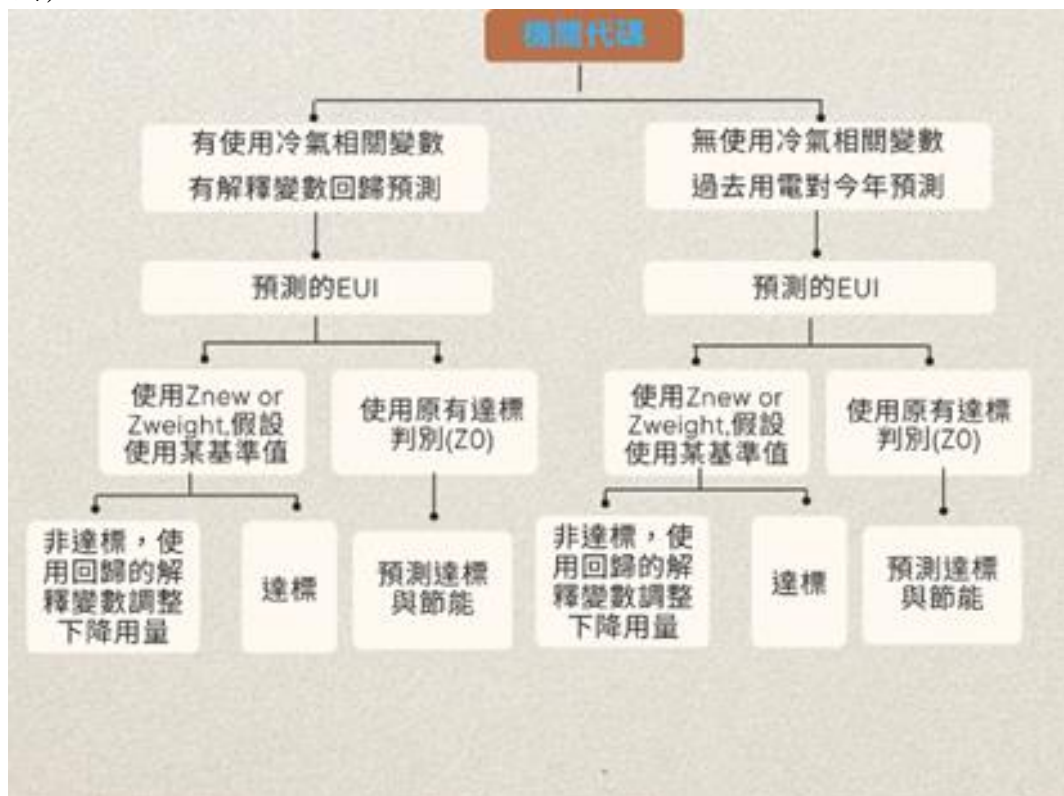 機關代碼
有使用冷氣相關變數
有解釋變數回歸預測
無使用冷氣相關變數
過去用電對今年預測
預測的EUI
預測的EUI
使用Znew or
Zweight,假設
使用某基準值
使用原有達標
判別(Z0)
使用Znew or
Zweight,假設
使用某基準值
使用原有達標
判別(Z0)
非達標，使
用回歸的解
釋變數調整
下降用量
達標
預測達標
與節能
非達標，使
用回歸的解
釋變數調整
下降用量
達標
預測達標
與節能